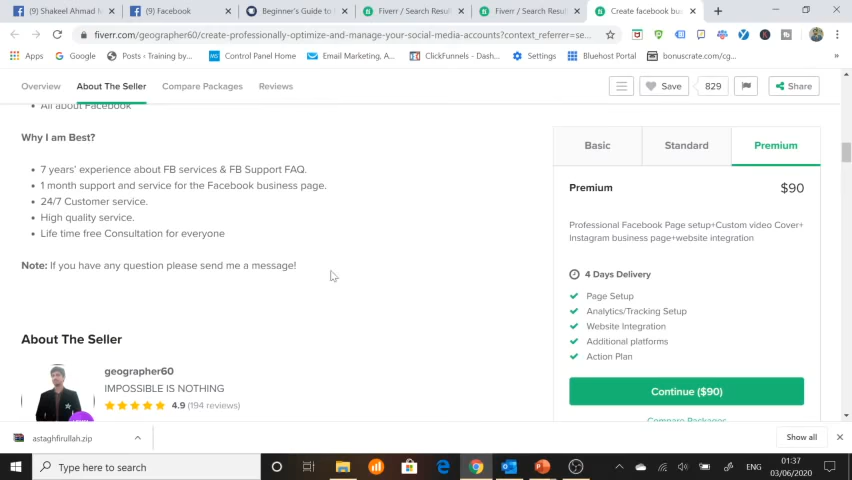 (9) Shakeel Ahmad M
(9) Facebook
Beginner's Guide to
Fiverr / Search Resul
Fiverr / Search Resul
Create facebook bus
fiverr.com/geographer60/create-professionally-optimize-and-manage-your-social-media-accounts?context_referrer=se...
Apps
Google
Posts ‹ Training by...
Control Panel Home
Email Marketing, A...
ClickFunnels - Dash...
Settings
Bluehost Portal
bonuscrate.com/cg...
Overview
About The Seller
Compare Packages
Reviews
Save
829
Share
All about Facebook
Why I am Best?
7 years' experience about FB services & FB Support FAQ.
1 month support and service for the Facebook business page.
24/7 Customer service.
High quality service.
Life time free Consultation for everyone
Note: If you have any question please send me a message!
About The Seller
geographer60
IMPOSSIBLE IS NOTHING
4.9 (194 reviews)
Basic
Standard
Premium
Premium
$90
Professional Facebook Page setup+Custom video Cover+
Instagram business page+website integration
4 Days Delivery
Page Setup
Analytics/Tracking Setup
Website Integration
Additional platforms
Action Plan
Continue ($90)
Compare Packages
astaghfirullah.zip
Show all
Type here to search
ENG
01:37
03/06/2020